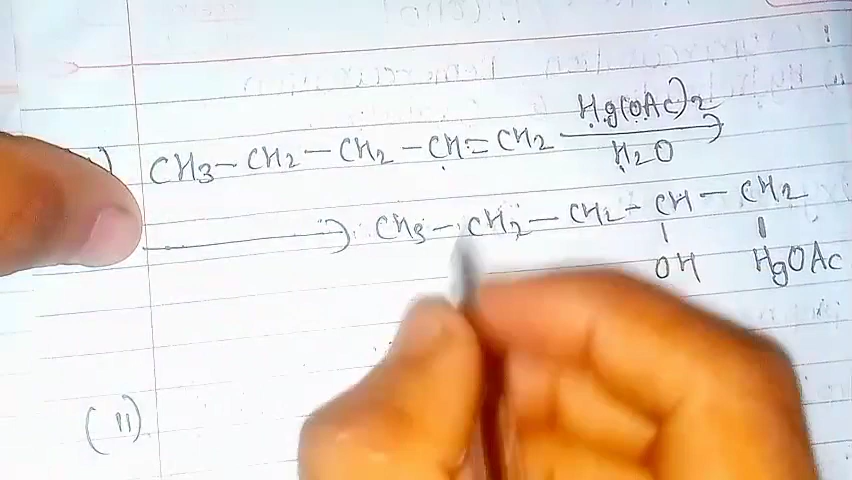 CH3 - CH2 - CH2 - CH = CH2 Hg(OAc)2
H2O
CH3 - CH2 - CH2 - CH - CH2
OH HgOAc
(II)